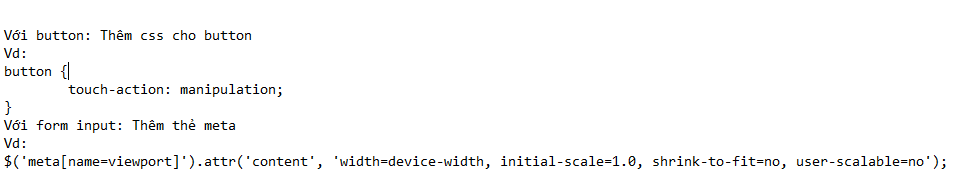 Với button: Thêm css cho button
Vd:
button {
        touch-action: manipulation;
}
Với form input: Thêm thẻ meta
Vd:
$('meta[name=viewport]').attr('content', 'width=device-width, initial-scale=1.0, shrink-to-fit=no, user-scalable=no');